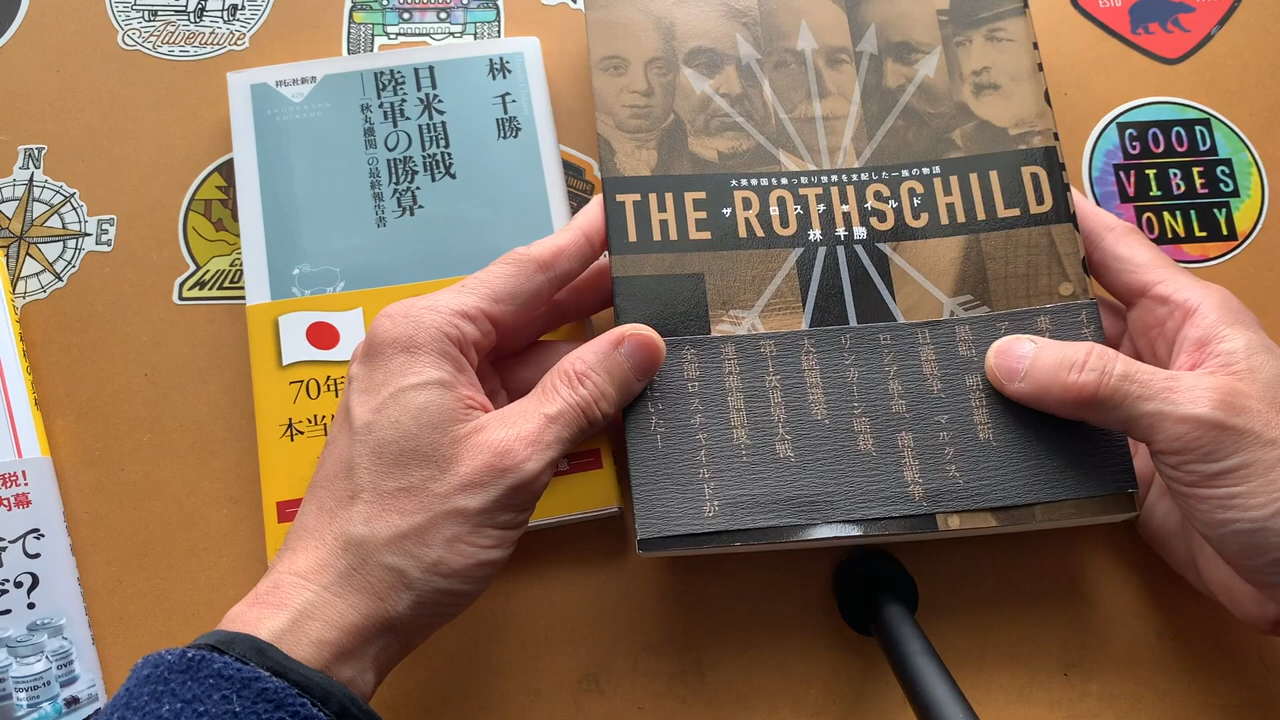 Adventure
ESTD
GOOD
VIBES
ONLY
N
E
WILD
祥伝社新書
林 千勝
日米開戦
陸軍の勝算
――「秋丸機関」の最終報告書
70年
本当
大英帝国を乗っ取り世界を支配した一族の物語
THE ROTHSCHILD
ザ・ロスチャイルド
林 千勝
黒船、明治維新
日露戦争、マルクス、
ロシア革命、南北戦争
リンカーン暗殺、
第一次世界大戦、
連邦準備制度…
全部ロスチャイルドが
いた!
税!
内幕
で
?
CORONAVIRUS
COVID-19
Vaccine